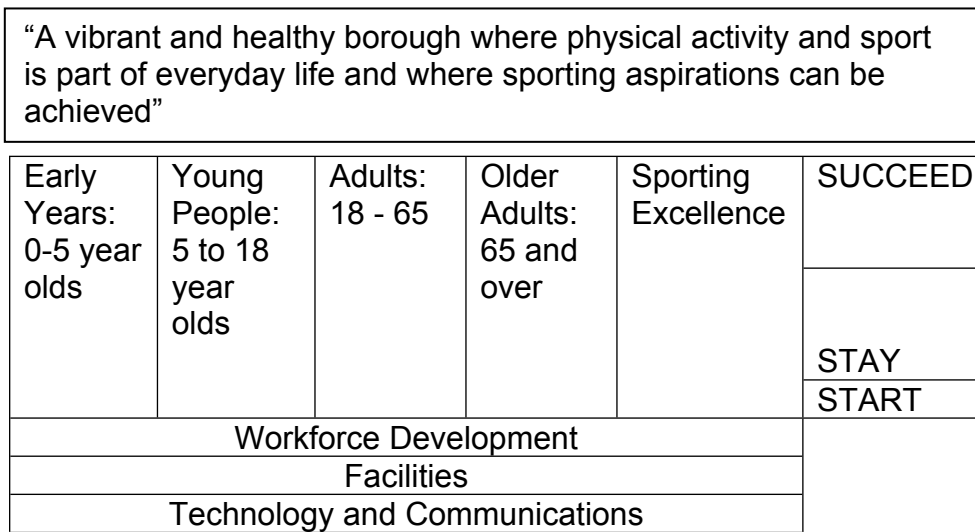 “A vibrant and healthy borough where physical activity and sport
is part of everyday life and where sporting aspirations can be
achieved”
Early
Years:
0-5 year
olds
Young
People:
5 to 18
year
olds
Adults:
18 - 65
Older
Adults:
65 and
over
Sporting
Excellence
SUCCEED
STAY
START
Workforce Development
Facilities
Technology and Communications